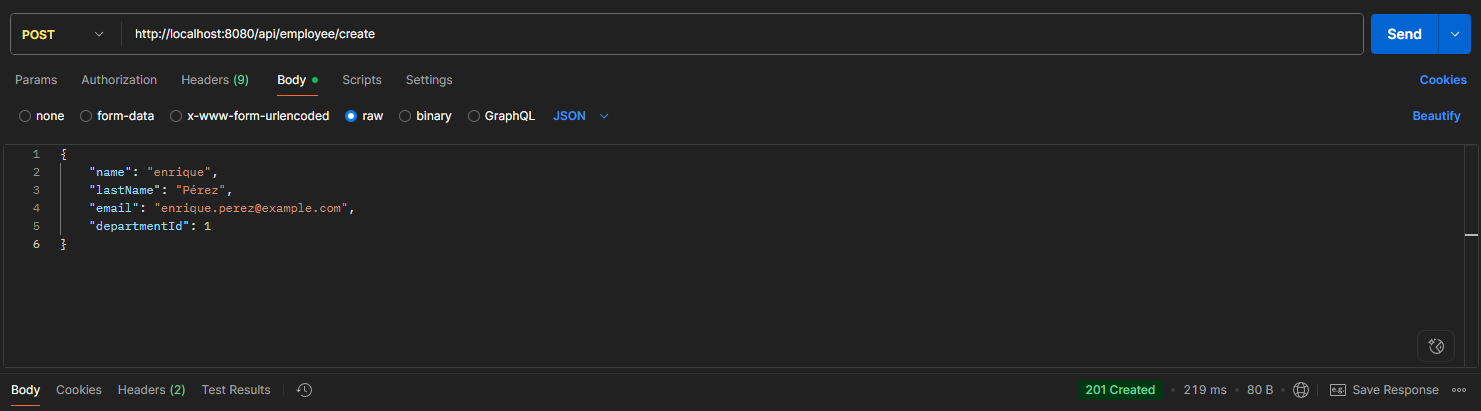 POST http://localhost:8080/api/employee/create Send
Params Authorization Headers (9) Body Scripts Settings Cookies
none form-data x-www-form-urlencoded raw binary GraphQL JSON Beautify
1 {
2 "name": "enrique",
3 "lastName": "Pérez",
4 "email": "enrique.perez@example.com",
5 "departmentId": 1
6 }
Body Cookies Headers (2) Test Results 201 Created • 219 ms • 80 B • e.g. Save Response